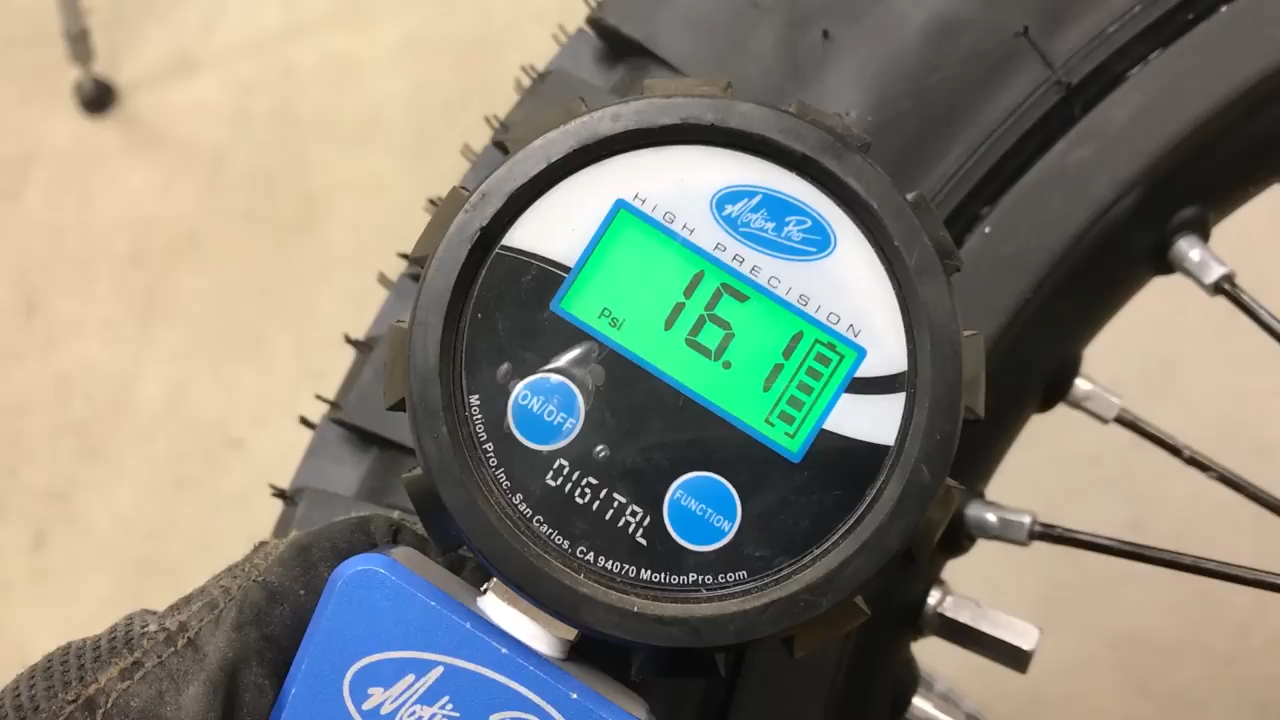 Motion Pro
HIGH PRECISION
16.1
Psi
ON/OFF
DIGITAL
FUNCTION
Motion Pro, Inc., San Carlos, CA 94070 MotionPro.com